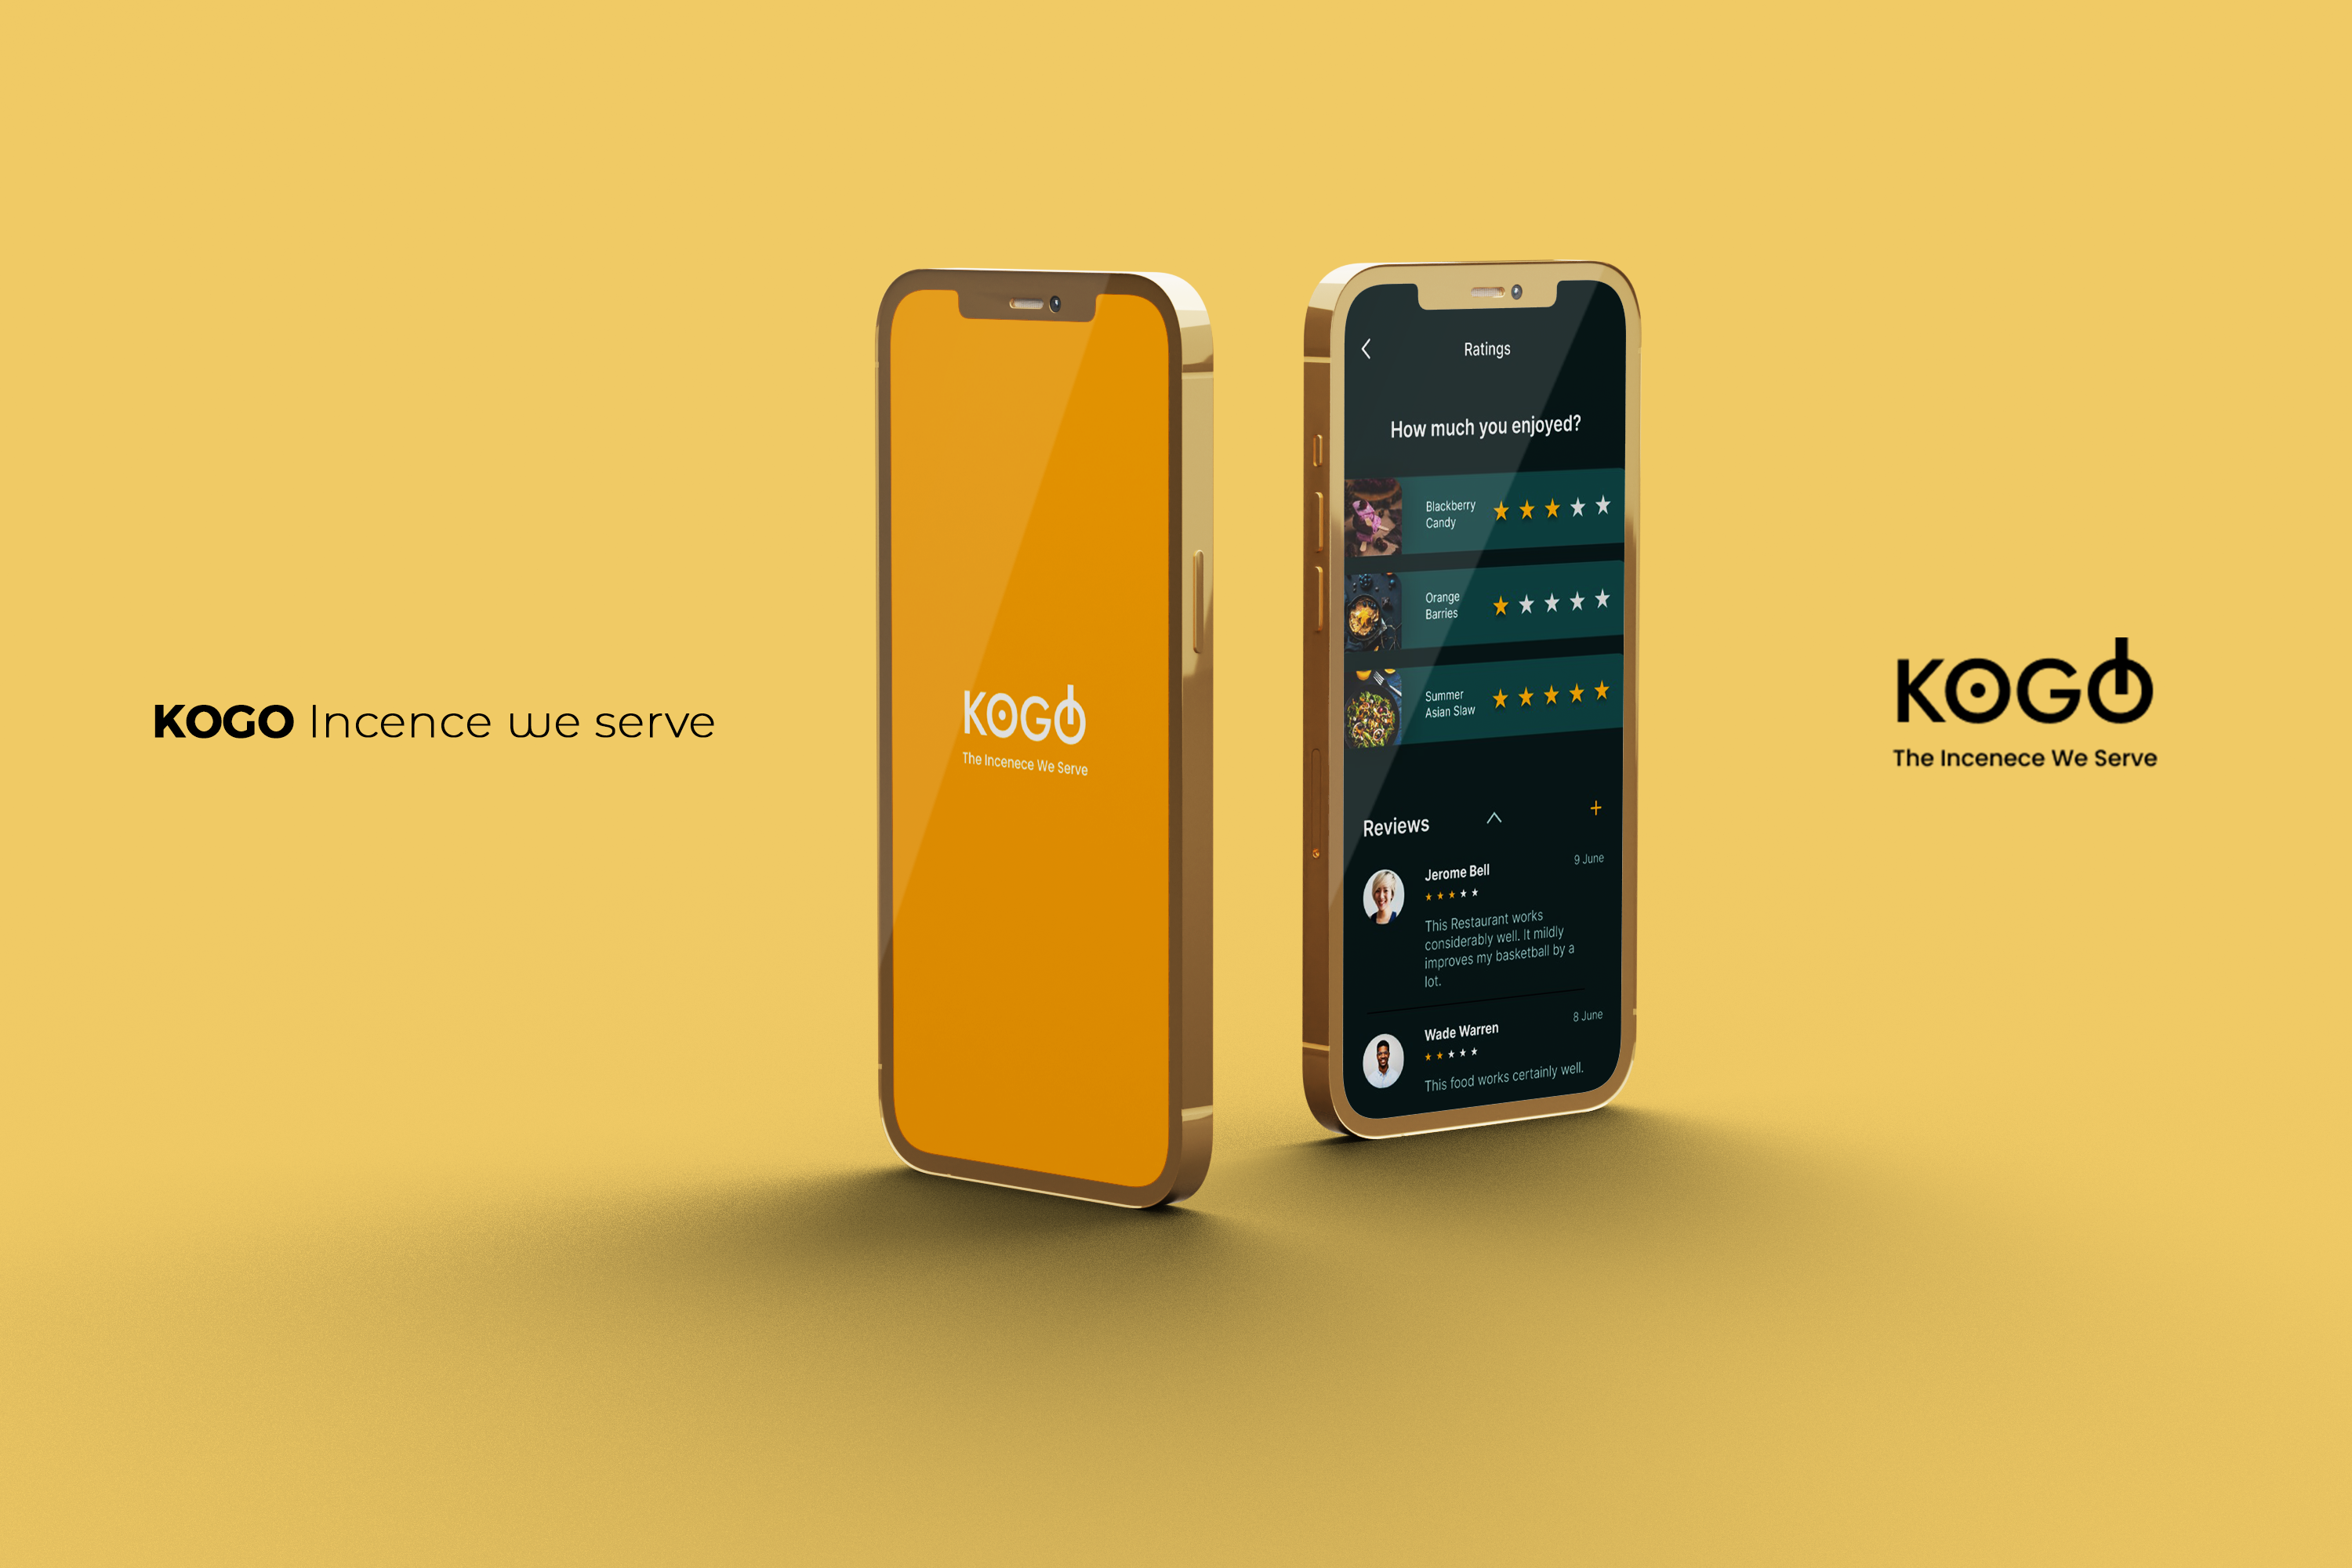 KOGO Incence we serve
KOGO
The Incenece We Serve
Ratings
How much you enjoyed?
Blackberry
Candy
Orange
Barries
Summer
Asian Slaw
Reviews
Jerome Bell
9 June
This Restaurant works
considerably well. It mildly
improves my basketball by a
lot.
Wade Warren
8 June
This food works certainly well.
KOGO
The Incenece We Serve